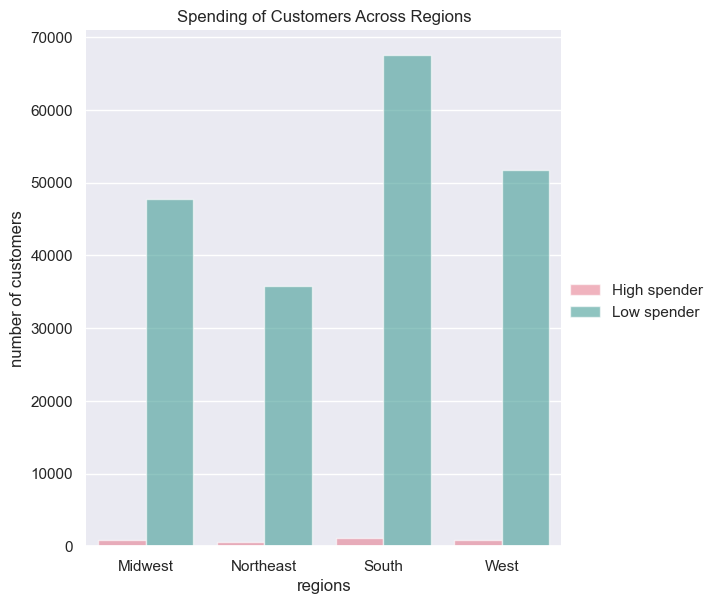 Spending of Customers Across Regions
70000
60000
50000
40000
30000
20000
10000
0
number of customers
Midwest Northeast South West
regions
High spender
Low spender